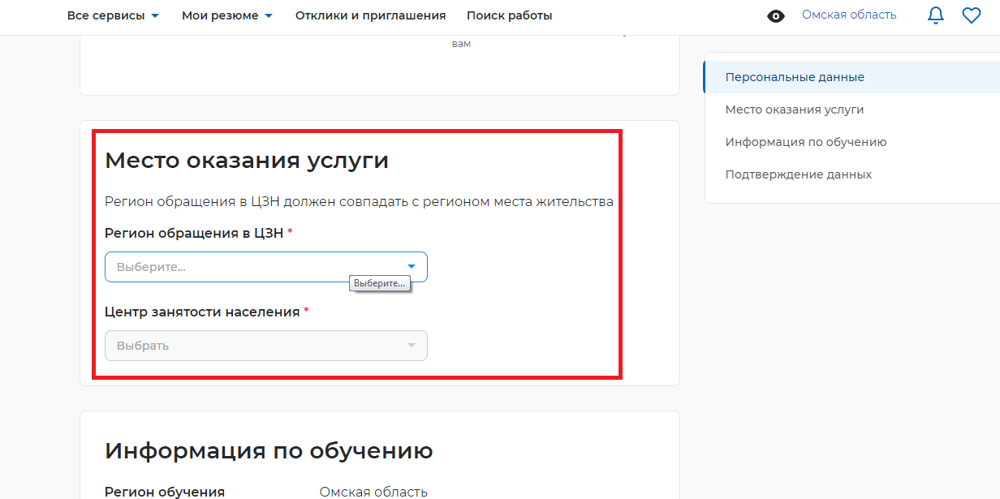 Все сервисы Мои резюме Отклики и приглашения Поиск работы Омская область
вам
Персональные данные
Место оказания услуги
Информация по обучению
Подтверждение данных
Место оказания услуги
Регион обращения в ЦЗН должен совпадать с регионом места жительства
Регион обращения в ЦЗН *
Выберите...
Выберите...
Центр занятости населения *
Выбрать
Информация по обучению
Регион обучения Омская область